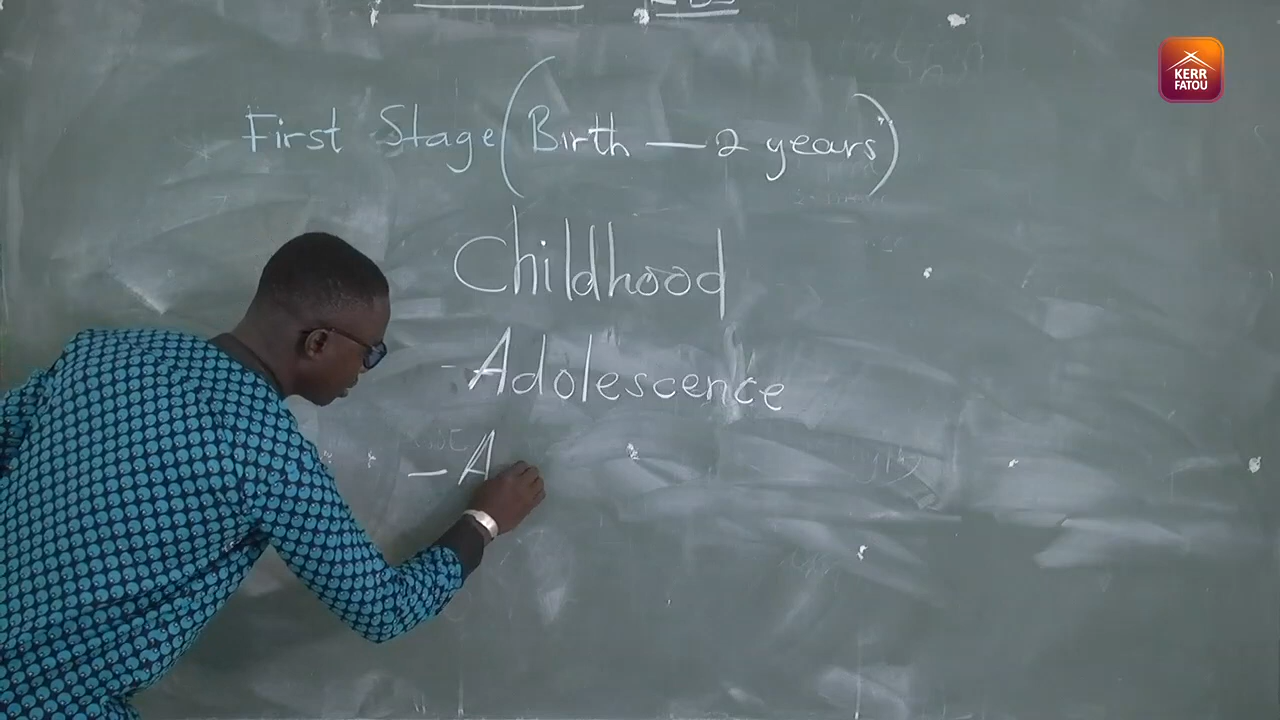 KERR
FATOU
First Stage (Birth — 2 years)
Childhood
- Adolescence
- A